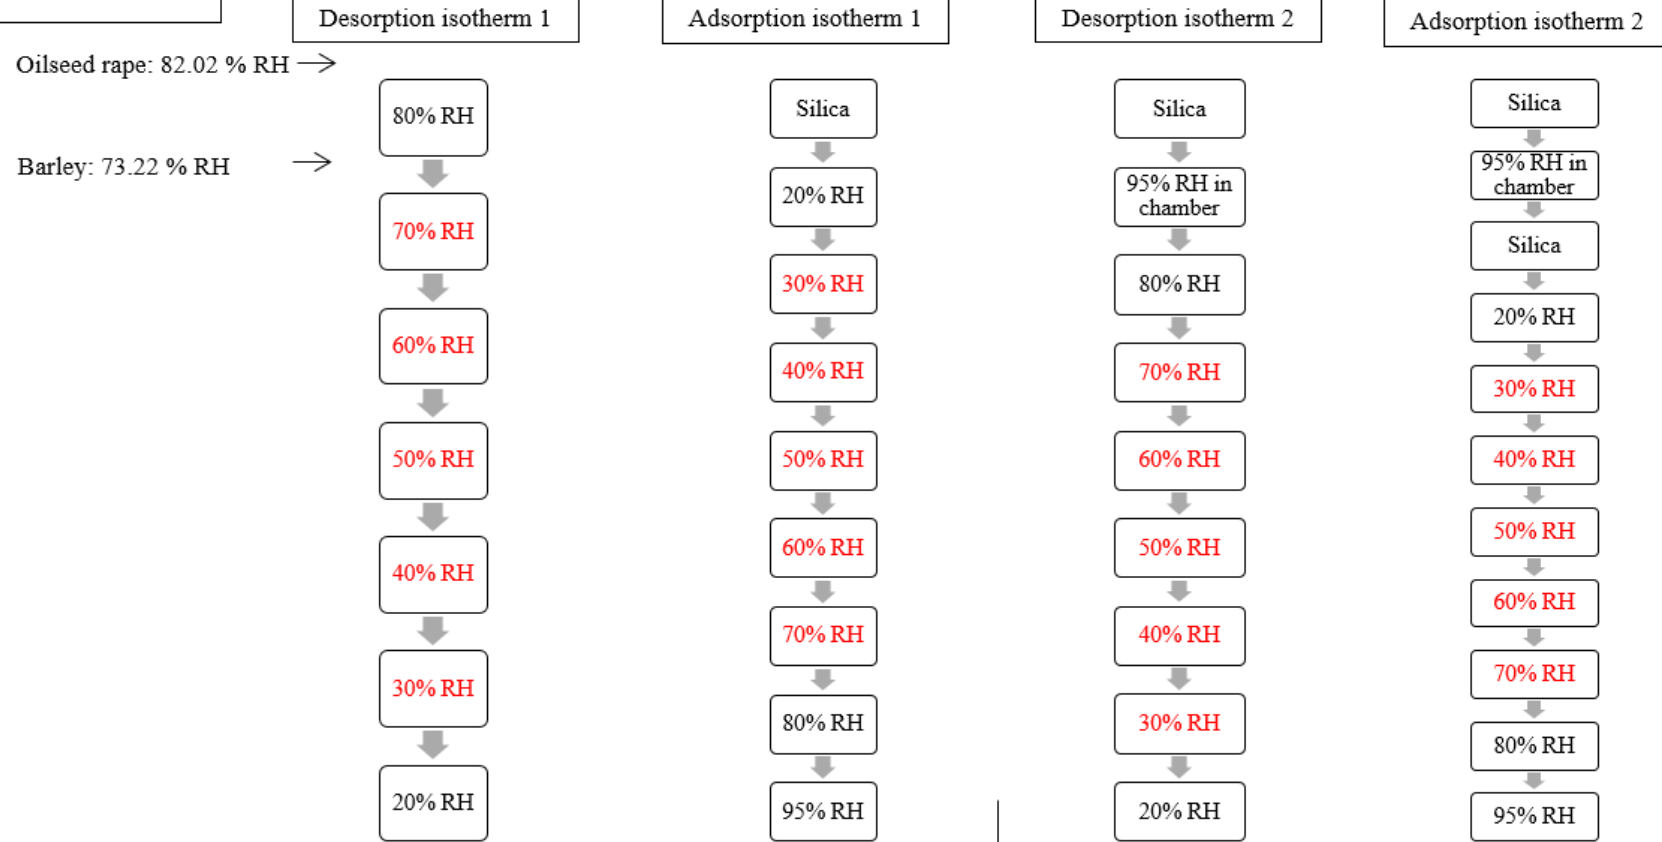 Desorption isotherm 1
Adsorption isotherm 1
Desorption isotherm 2
Adsorption isotherm 2
Oilseed rape: 82.02 % RH
Barley: 73.22 % RH
80% RH
70% RH
60% RH
50% RH
40% RH
30% RH
20% RH
Silica
20% RH
30% RH
40% RH
50% RH
60% RH
70% RH
80% RH
95% RH
Silica
95% RH in
chamber
80% RH
70% RH
60% RH
50% RH
40% RH
30% RH
20% RH
Silica
95% RH in
chamber
Silica
20% RH
30% RH
40% RH
50% RH
60% RH
70% RH
80% RH
95% RH